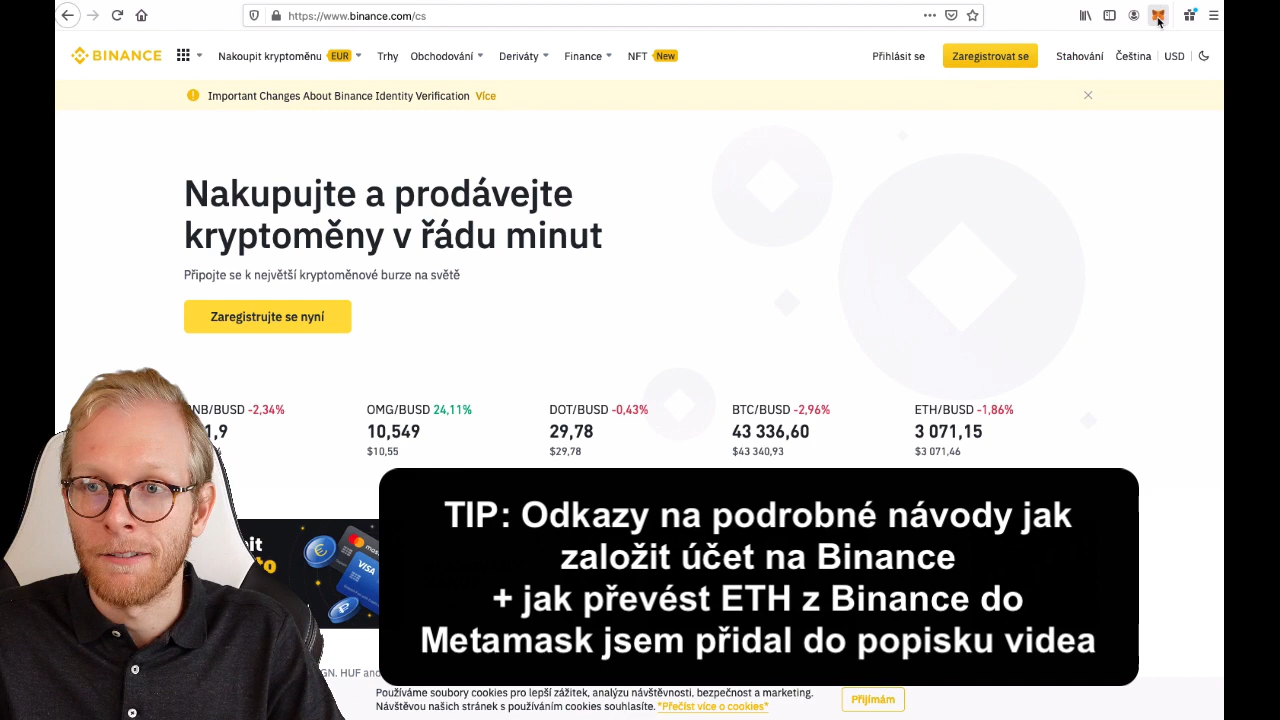 https://www.binance.com/cs
BINANCE
Nakoupit kryptoměnu EUR Trhy Obchodování Deriváty Finance NFT New Přihlásit se Zaregistrovat se Stahování Čeština USD
Important Changes About Binance Identity Verification Více
Nakupujte a prodávejte
kryptoměny v řádu minut
Připojte se k největší kryptoměnové burze na světě
Zaregistrujte se nyní
/BUSD -2,34% OMG/BUSD 24,11% DOT/BUSD -0,43% BTC/BUSD -2,96% ETH/BUSD -1,86%
1,9 10,549 29,78 43 336,60 3 071,15
$10,55 $29,78 $43 340,93 $3 071,46
VISA
TIP: Odkazy na podrobné návody jak
založit účet na Binance
+ jak převést ETH z Binance do
Metamask jsem přidal do popisku videa
HUF and
Používáme soubory cookies pro lepší zážitek, analýzu návštěvnosti, bezpečnost a marketing.
Návštěvou našich stránek s používáním cookies souhlasíte. "Přečíst více o cookies"
Přijímám